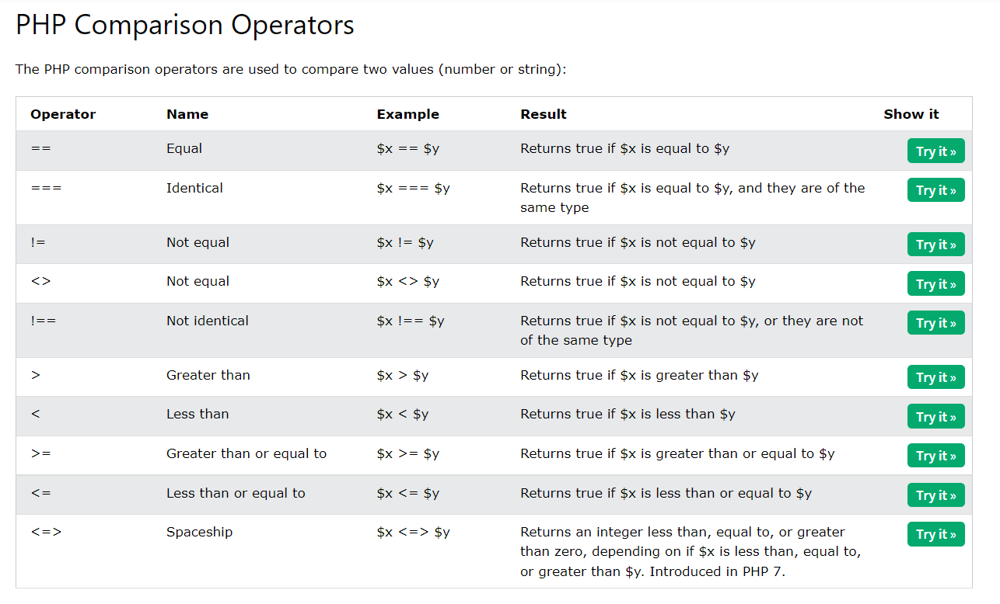 PHP Comparison Operators
The PHP comparison operators are used to compare two values (number or string):
Operator Name Example Result Show it
== Equal $x == $y Returns true if $x is equal to $y Try it »
=== Identical $x === $y Returns true if $x is equal to $y, and they are of the Try it »
same type
!= Not equal $x != $y Returns true if $x is not equal to $y Try it »
<> Not equal $x <> $y Returns true if $x is not equal to $y Try it »
!== Not identical $x !== $y Returns true if $x is not equal to $y, or they are not Try it »
of the same type
> Greater than $x > $y Returns true if $x is greater than $y Try it »
< Less than $x < $y Returns true if $x is less than $y Try it »
>= Greater than or equal to $x >= $y Returns true if $x is greater than or equal to $y Try it »
<= Less than or equal to $x <= $y Returns true if $x is less than or equal to $y Try it »
<=> Spaceship $x <=> $y Returns an integer less than, equal to, or greater Try it »
than zero, depending on if $x is less than, equal to,
or greater than $y. Introduced in PHP 7.